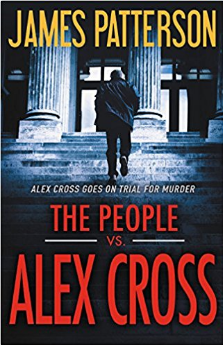 JAMES PATTERSON
ALEX CROSS GOES ON TRIAL FOR MURDER
THE PEOPLE
VS.
ALEX CROSS